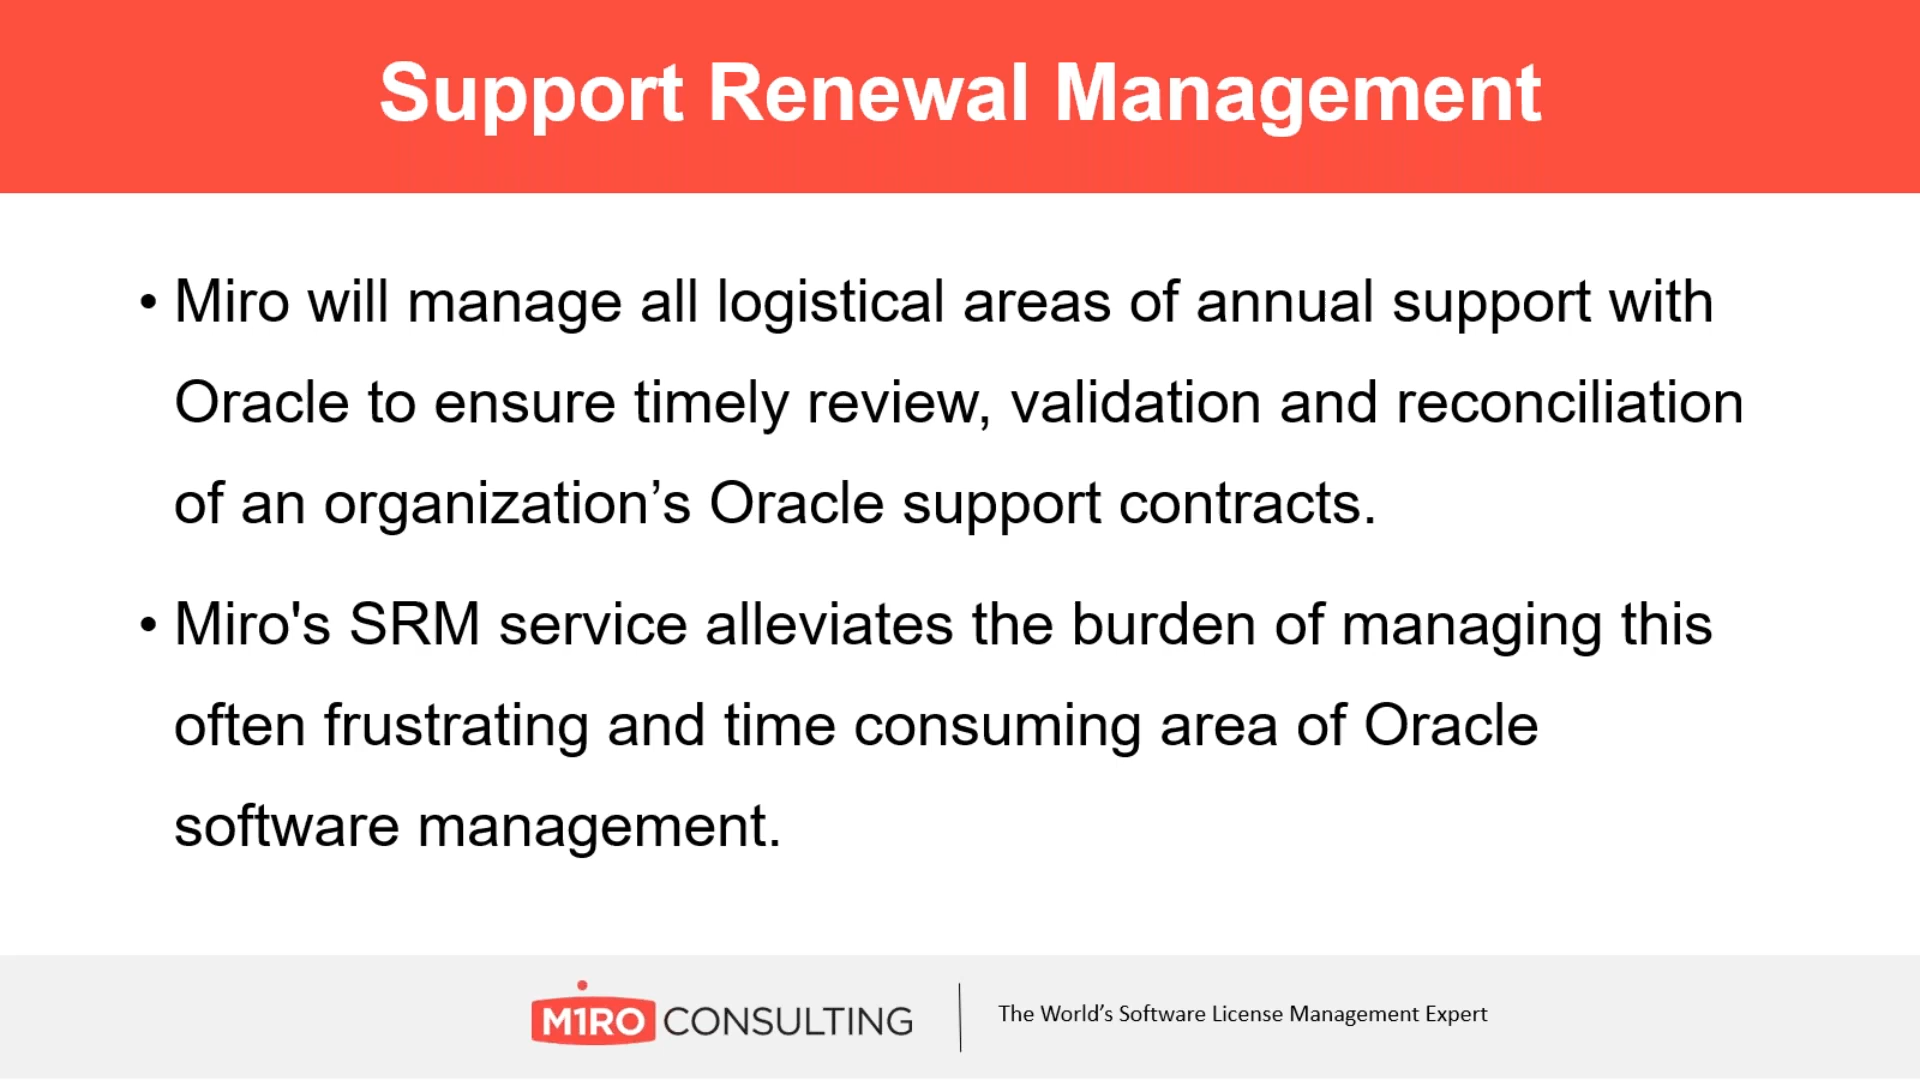 Support Renewal Management
• Miro will manage all logistical areas of annual support with
Oracle to ensure timely review, validation and reconciliation
of an organization’s Oracle support contracts.
• Miro's SRM service alleviates the burden of managing this
often frustrating and time consuming area of Oracle
software management.
M1RO CONSULTING
The World’s Software License Management Expert